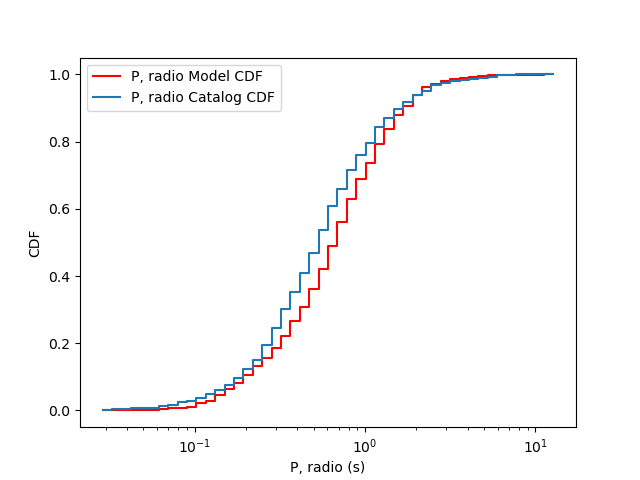 P, radio Model CDF
P, radio Catalog CDF
1.0
0.8
0.6
0.4
0.2
0.0
CDF
10⁻¹ 10⁰ 10¹
P, radio (s)